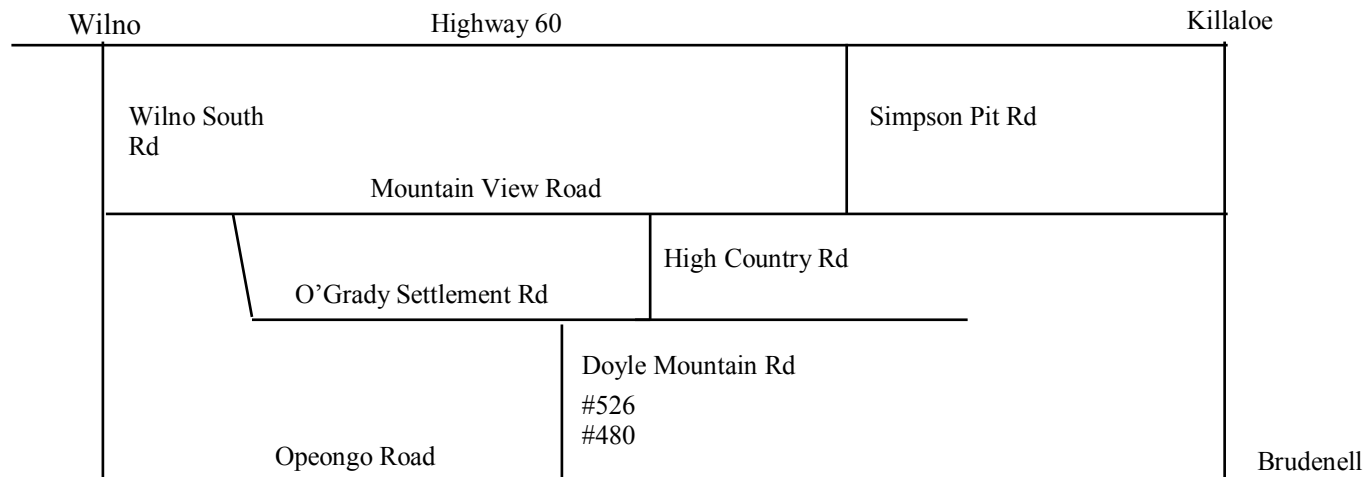 Wilno
Highway 60
Killaloe
Wilno South
Rd
Simpson Pit Rd
Mountain View Road
High Country Rd
O’Grady Settlement Rd
Doyle Mountain Rd
#526
#480
Opeongo Road
Brudenell